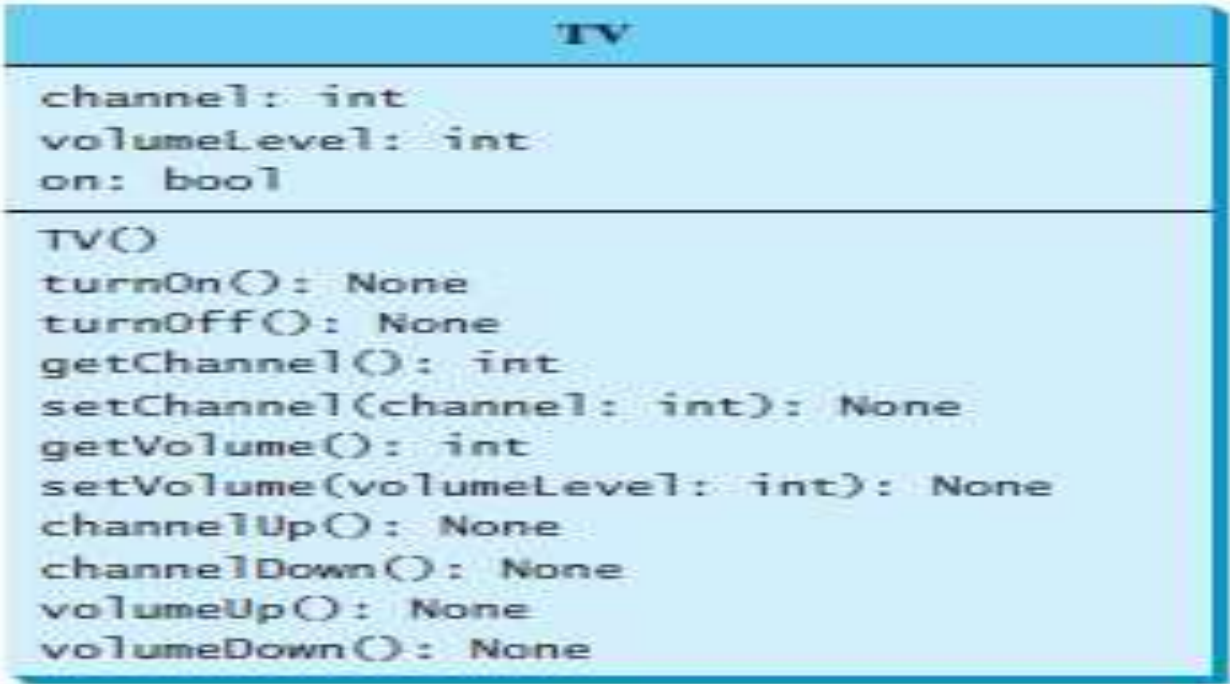 TV
channel: int
volumeLevel: int
on: bool
TV()
turnOn(): None
turnOff(): None
getChannel(): int
setChannel(channel: int): None
getVolume(): int
setVolume(volumeLevel: int): None
channelUp(): None
channelDown(): None
volumeUp(): None
volumeDown(): None